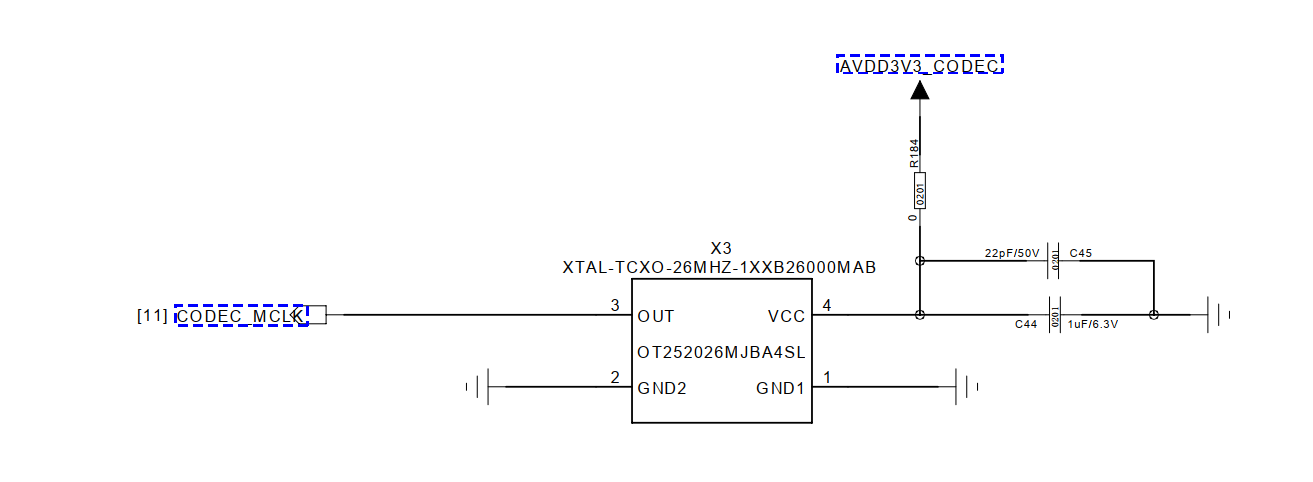 AVDD3V3_CODEC
R184
0201
0
X3
XTAL-TCXO-26MHZ-1XXB26000MAB
22pF/50V
0201
C45
[11] CODEC_MCLK
3
OUT
VCC
4
C44
0201
1uF/6.3V
OT252026MJBA4SL
2
GND2
GND1
1